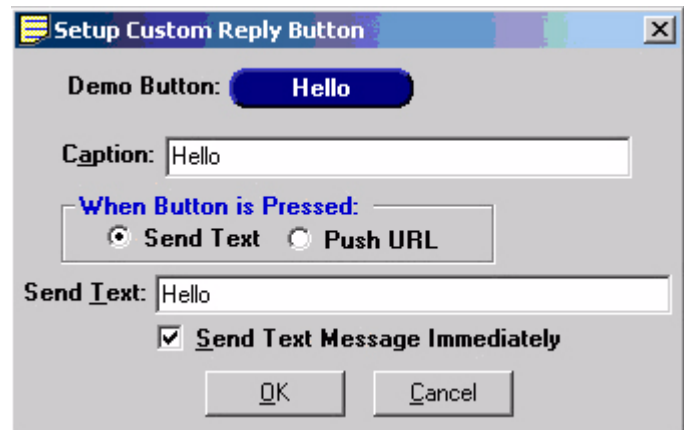 Setup Custom Reply Button
Demo Button: Hello
Caption: Hello
When Button is Pressed:
Send Text Push URL
Send Text: Hello
Send Text Message Immediately
OK Cancel